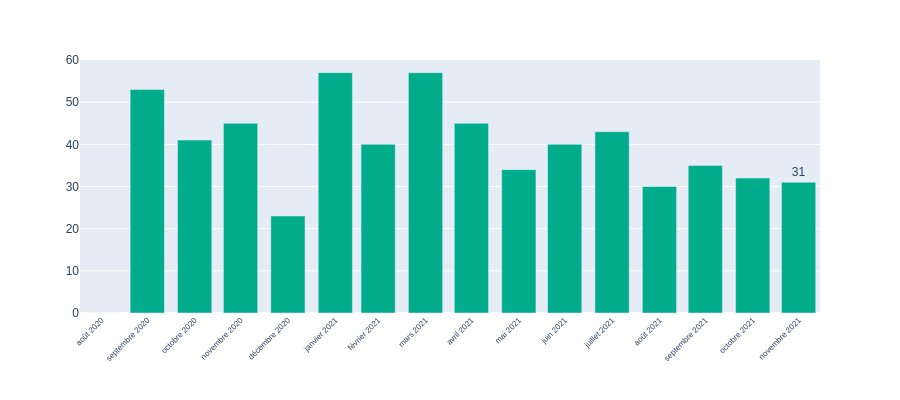 60
50
40
30
20
10
0
31
août 2020
septembre 2020
octobre 2020
novembre 2020
décembre 2020
janvier 2021
février 2021
mars 2021
avril 2021
mai 2021
juin 2021
juillet 2021
août 2021
septembre 2021
octobre 2021
novembre 2021